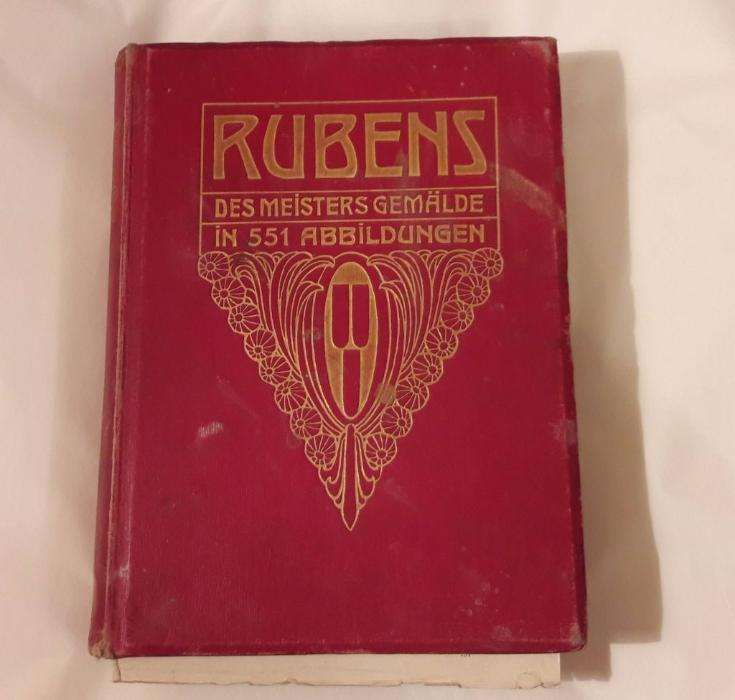 RUBENS
DES MEISTERS GEMÄLDE
IN 551 ABBILDUNGEN